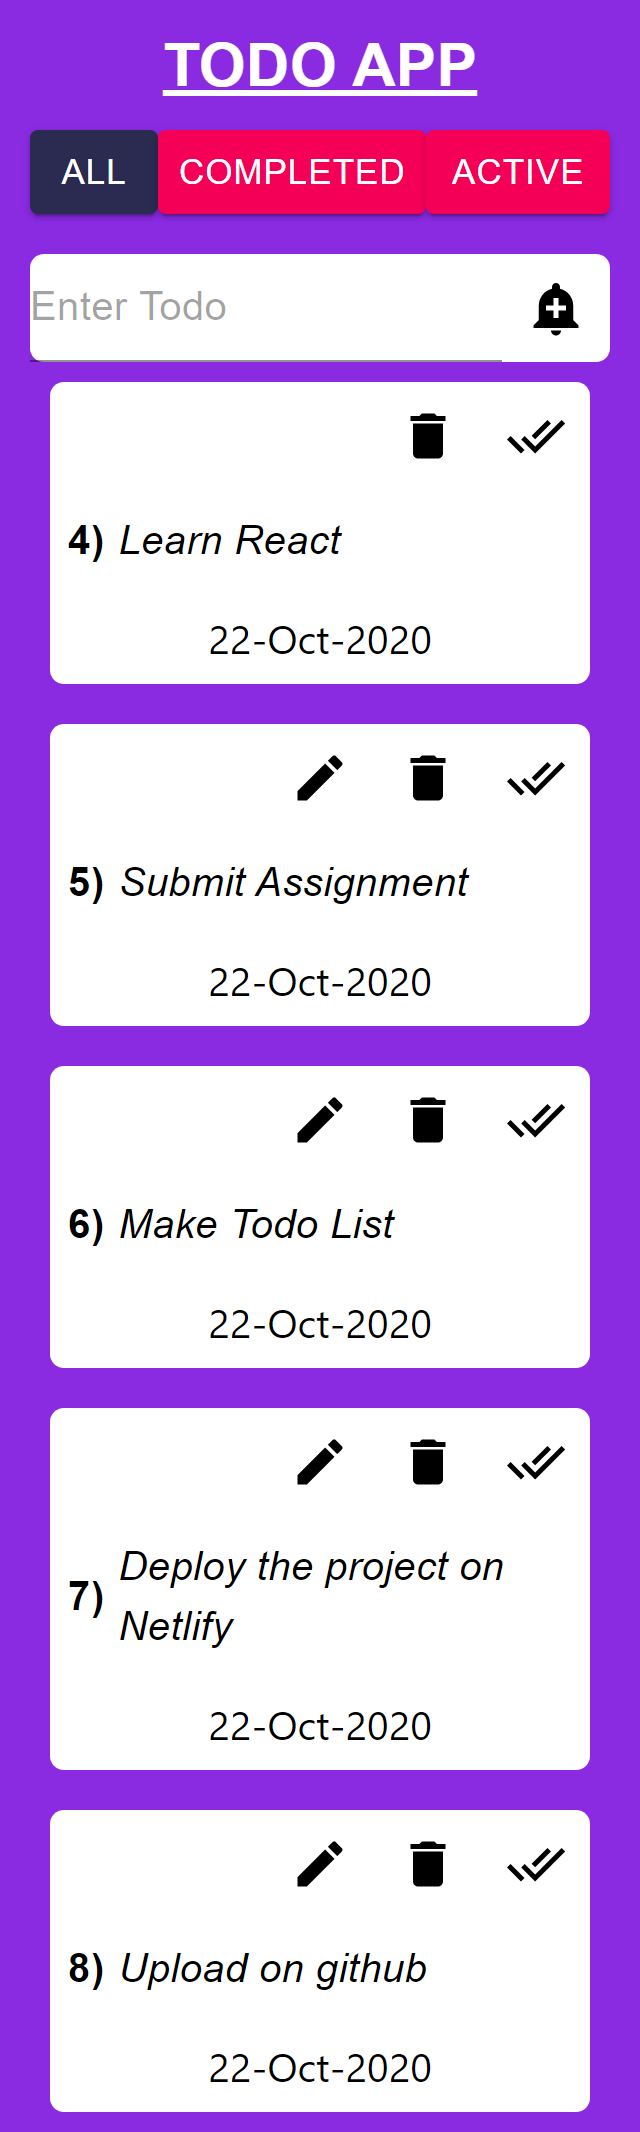 TODO APP
ALL COMPLETED ACTIVE
Enter Todo
4) Learn React
22-Oct-2020
5) Submit Assignment
22-Oct-2020
6) Make Todo List
22-Oct-2020
7) Deploy the project on
Netlify
22-Oct-2020
8) Upload on github
22-Oct-2020